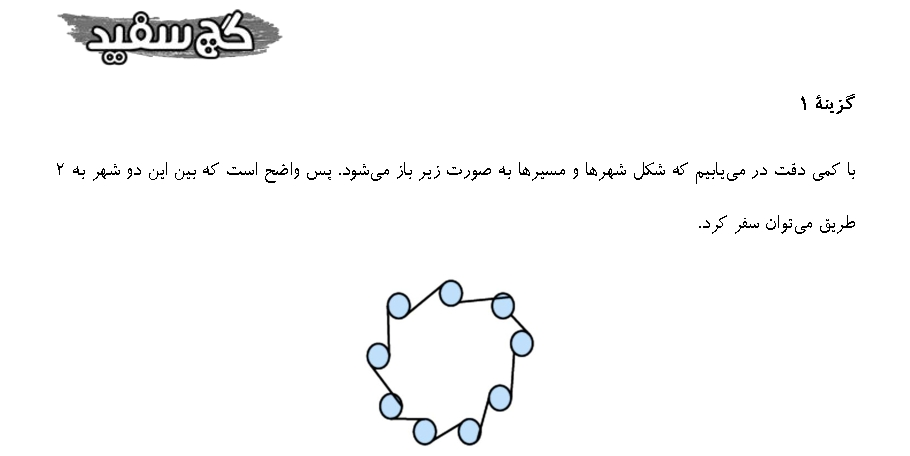 گچ سفید
گزینهٔ ۱
با کمی دقت در می‌یابیم که شکل شهرها و مسیرها به صورت زیر باز می‌شود. پس واضح است که بین این دو شهر به ۲
طریق می‌توان سفر کرد.